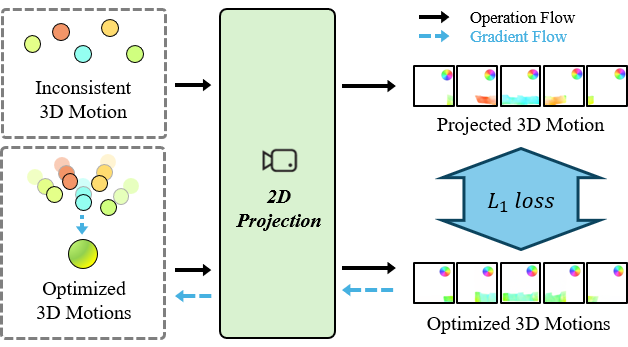 Operation Flow
Gradient Flow
Inconsistent
3D Motion
Projected 3D Motion
2D
Projection
L₁ loss
Optimized
3D Motions
Optimized 3D Motions